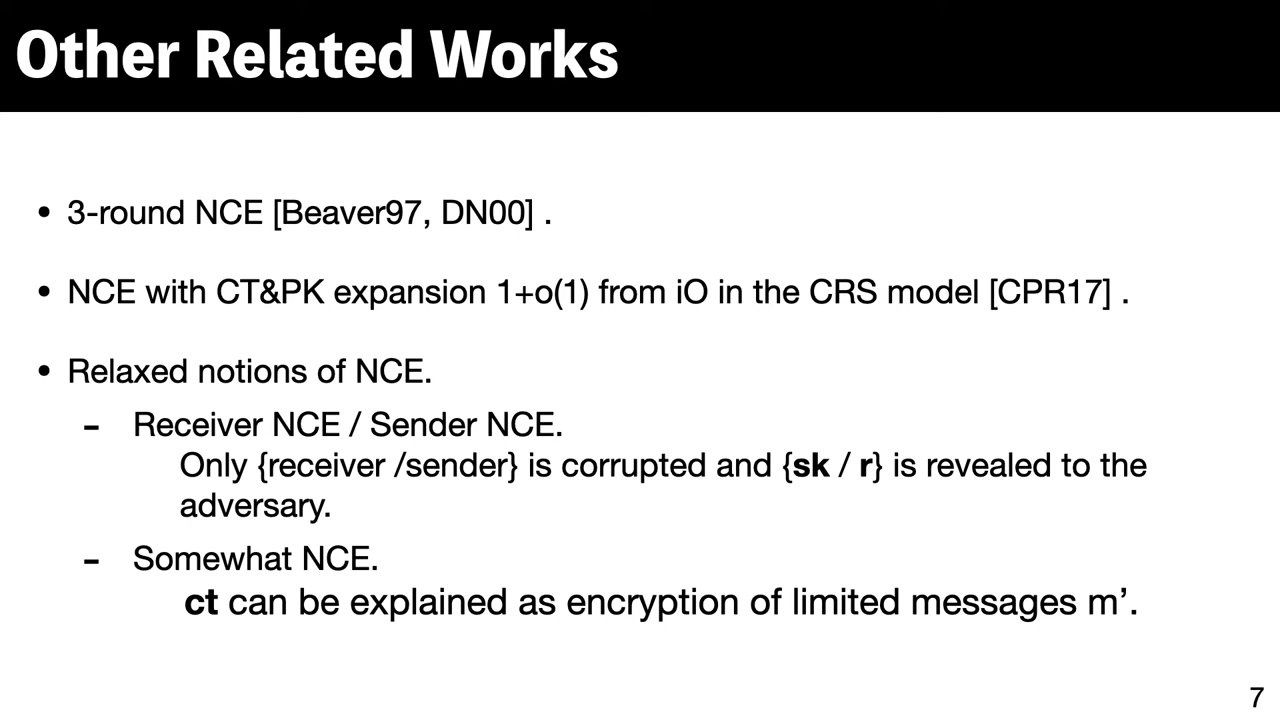 Other Related Works
• 3-round NCE [Beaver97, DN00] .
• NCE with CT&PK expansion 1+o(1) from iO in the CRS model [CPR17] .
• Relaxed notions of NCE.
- Receiver NCE / Sender NCE.
Only {receiver /sender} is corrupted and {sk / r} is revealed to the
adversary.
- Somewhat NCE.
ct can be explained as encryption of limited messages m’.
7